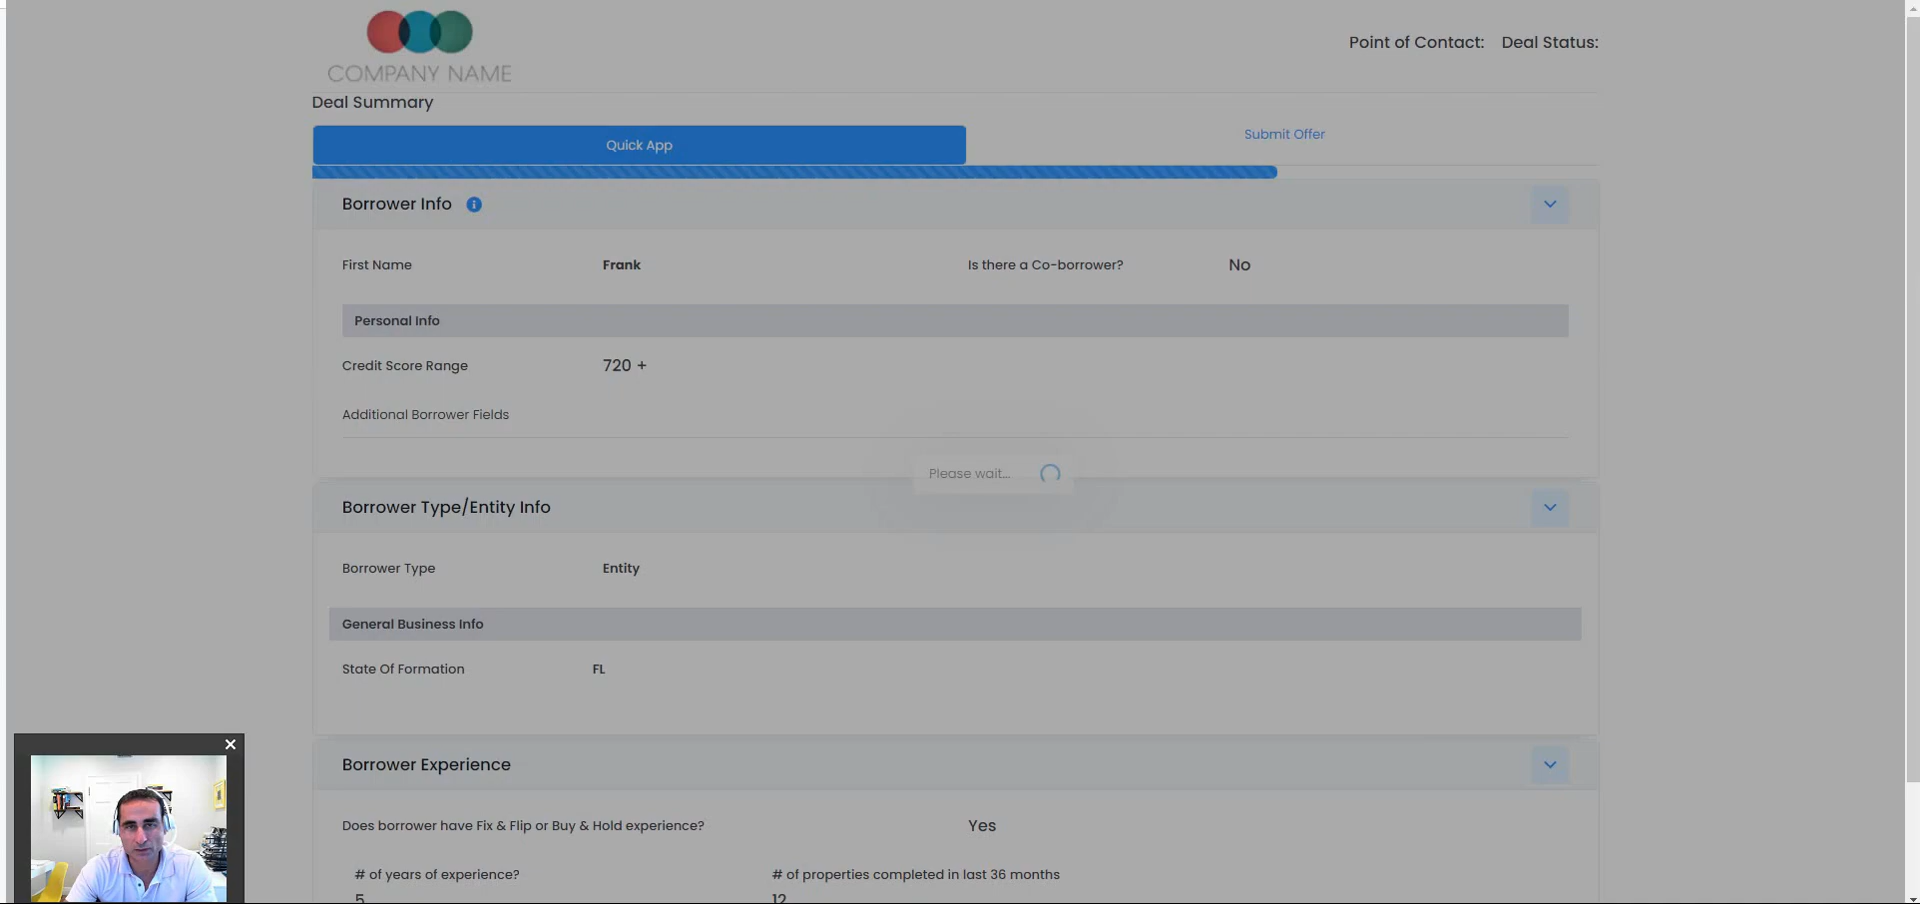 COMPANY NAME
Point of Contact: Deal Status:
Deal Summary
Quick App
Submit Offer
Borrower Info
First Name Frank Is there a Co-borrower? No
Personal Info
Credit Score Range 720 +
Additional Borrower Fields
Please wait...
Borrower Type/Entity Info
Borrower Type Entity
General Business Info
State Of Formation FL
Borrower Experience
Does borrower have Fix & Flip or Buy & Hold experience? Yes
# of years of experience? # of properties completed in last 36 months
5 12